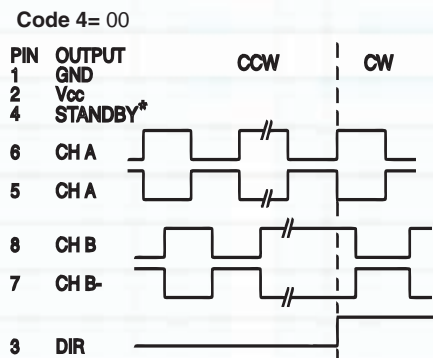 Code 4= 00
PIN OUTPUT CCW CW
1 GND
2 Vcc
4 STANDBY*
6 CH A
5 CH A
8 CH B
7 CH B-
3 DIR